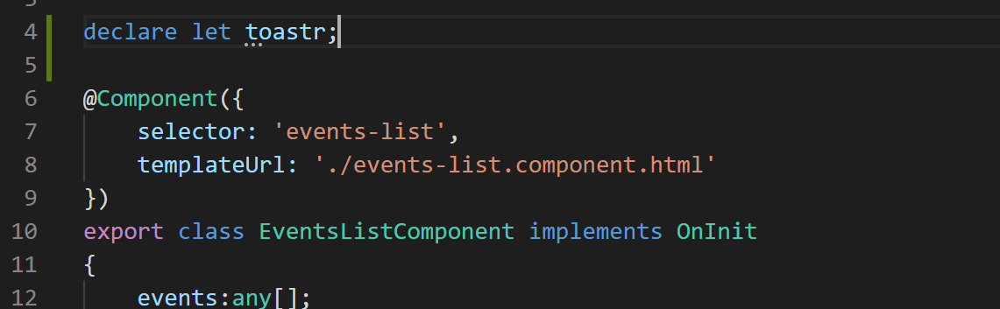 3
4 declare let toastr;
5
6 @Component({
7 selector: 'events-list',
8 templateUrl: './events-list.component.html'
9 })
10 export class EventsListComponent implements OnInit
11 {
12 events:any[];